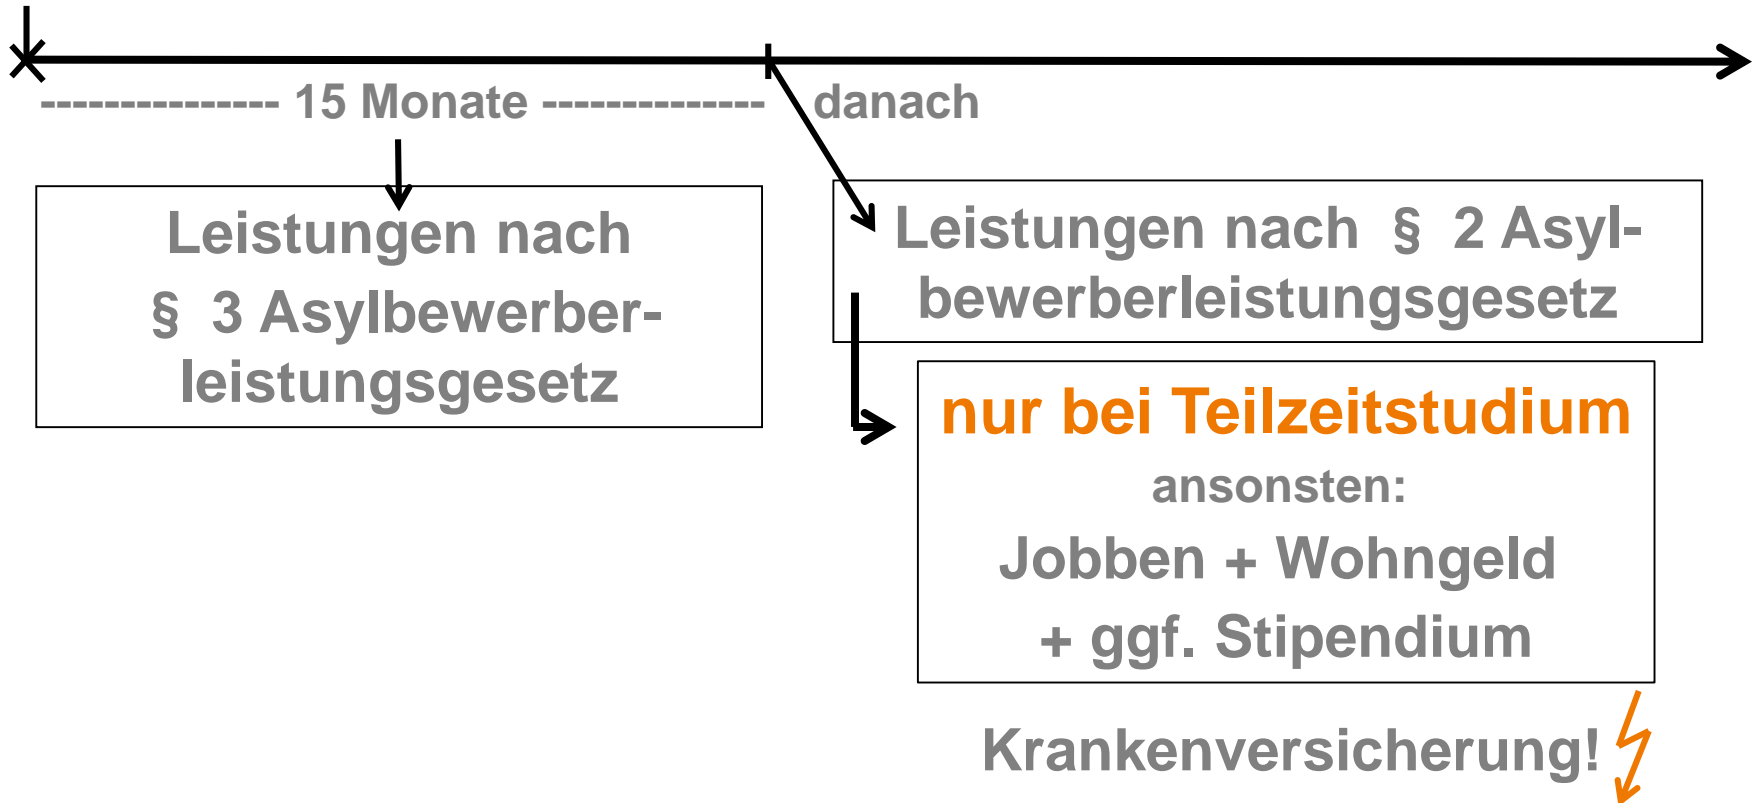 --------------- 15 Monate -------------- danach
Leistungen nach
§ 3 Asylbewerber-
leistungsgesetz
Leistungen nach § 2 Asyl-
bewerberleistungsgesetz
nur bei Teilzeitstudium
ansonsten:
Jobben + Wohngeld
+ ggf. Stipendium
Krankenversicherung!